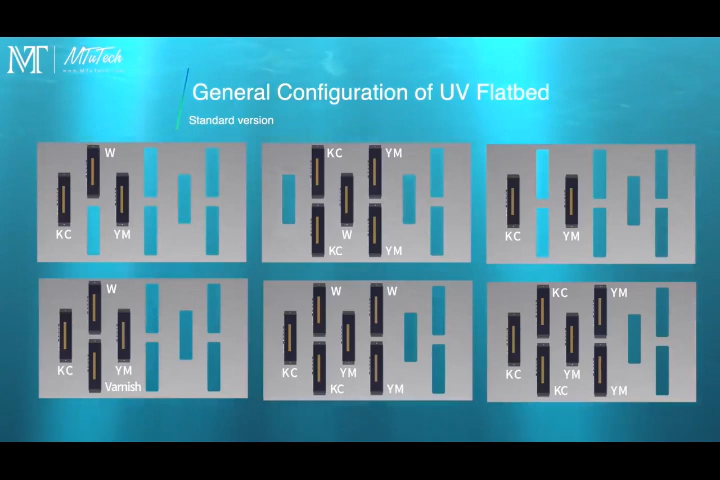 MT MTuTech
General Configuration of UV Flatbed
Standard version
W
KC YM
KC YM
W
KC YM
KC YM
W
KC YM
Varnish
W W
KC YM
KC YM
KC YM
KC YM
KC YM